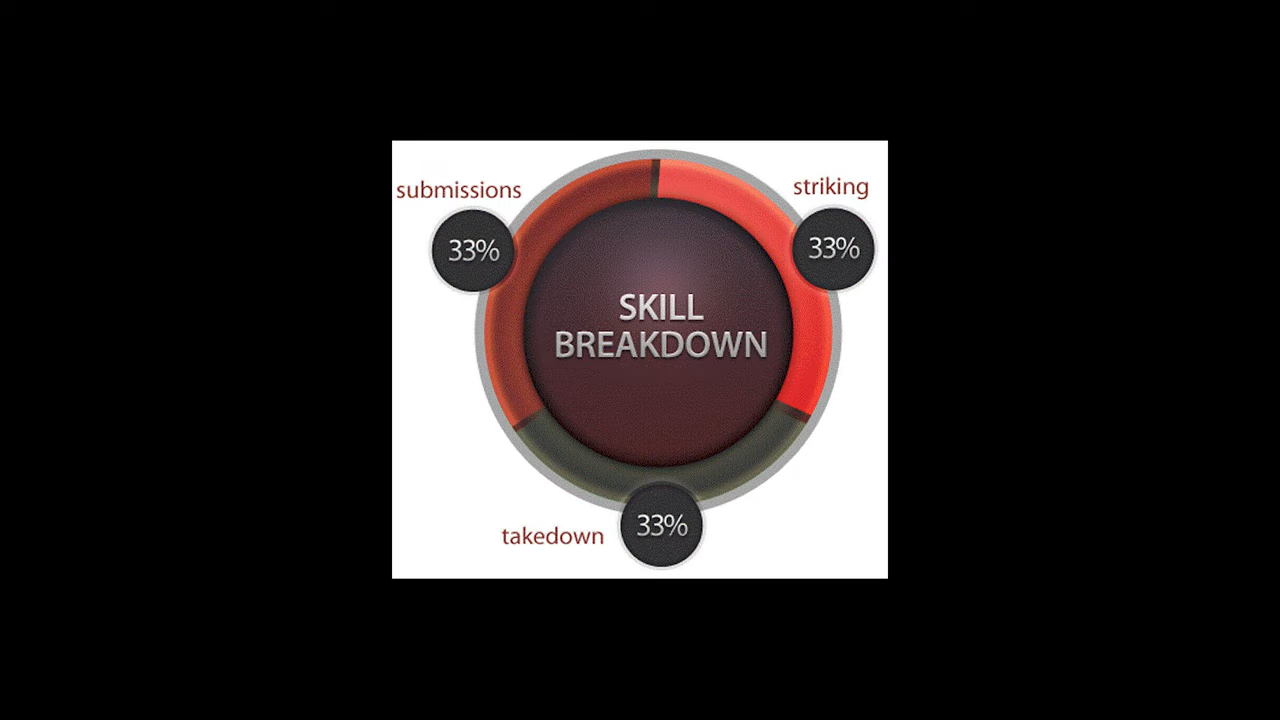 submissions
striking
33%
33%
SKILL
BREAKDOWN
takedown
33%